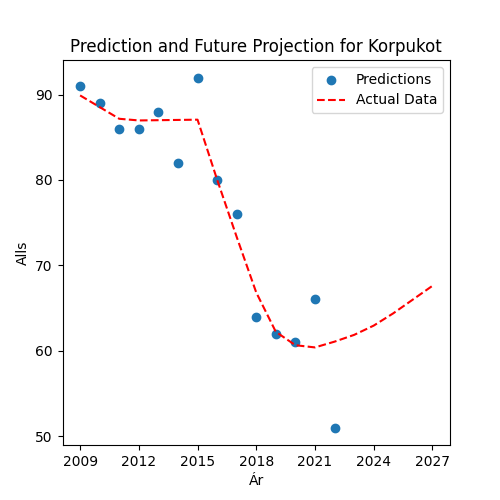 Prediction and Future Projection for Korpukot
Predictions
Actual Data
90
80
70
60
50
Alls
2009 2012 2015 2018 2021 2024 2027
Ár